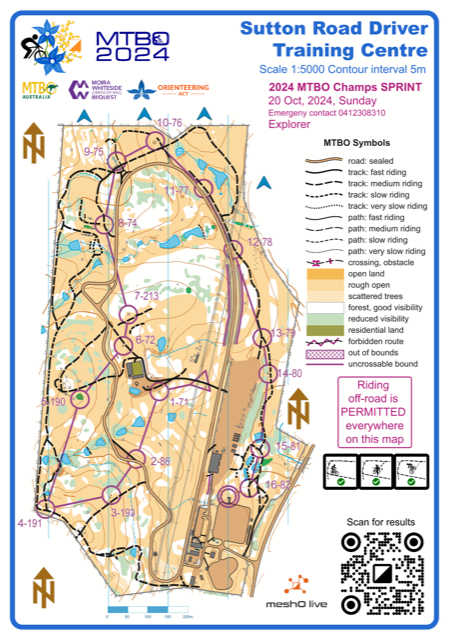 MTBO
2024
MTBO
AUSTRALIA
MOIRA
WHITESIDE
BEQUEST
ORIENTEERING
ACT
Sutton Road Driver
Training Centre
Scale 1:5000 Contour interval 5m
2024 MTBO Champs SPRINT
20 Oct, 2024, Sunday
Emergeny contact 0412308310
Explorer
MTBO Symbols
road: sealed
track: fast riding
track: medium riding
track: slow riding
track: very slow riding
path: fast riding
path: medium riding
path: slow riding
path: very slow riding
crossing, obstacle
open land
rough open
scattered trees
forest, good visibility
reduced visibility
residential land
forbidden route
out of bounds
uncrossable bound
Riding
off-road is
PERMITTED
everywhere
on this map
Scan for results
meshO live
10-76
9-75
11-77
8-74
12-78
7-213
13-79
6-72
14-80
5-190
1-71
15-81
2-86
16-82
3-193
4-191
N
N
N
0
50
100
150
200m